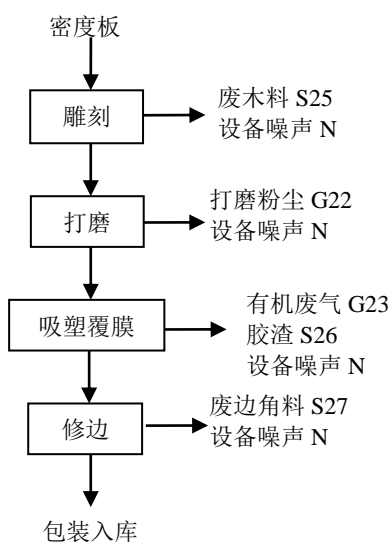 密度板
雕刻
废木料 S25
设备噪声 N
打磨
打磨粉尘 G22
设备噪声 N
吸塑覆膜
有机废气 G23
胶渣 S26
设备噪声 N
修边
废边角料 S27
设备噪声 N
包装入库